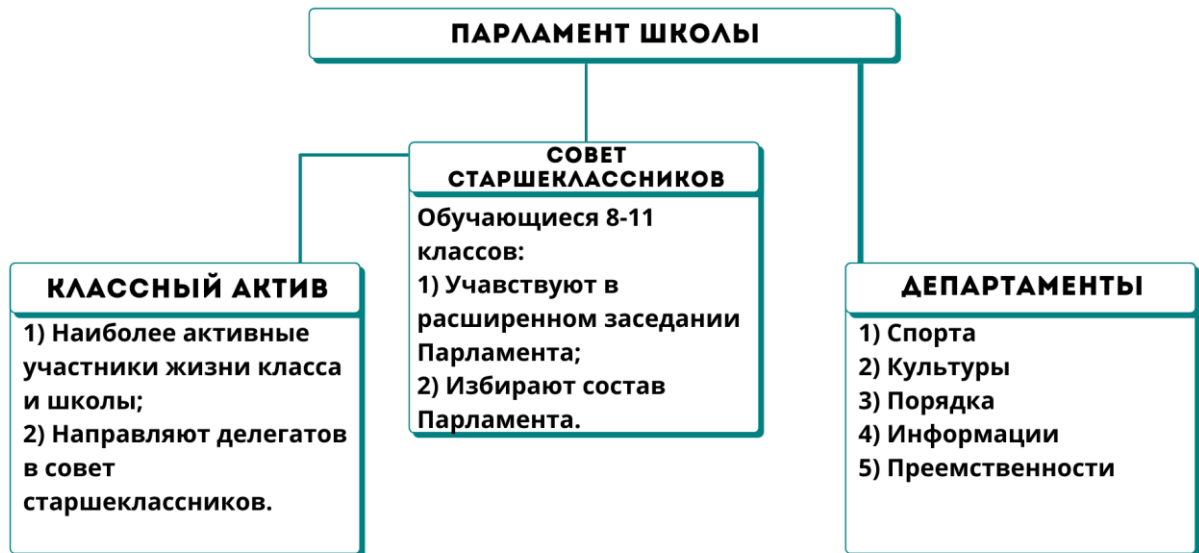 ПАРЛАМЕНТ ШКОЛЫ
СОВЕТ
СТАРШЕКЛАССНИКОВ
Обучающиеся 8-11
классов:
1) Учавствуют в
расширенном заседании
Парламента;
2) Избирают состав
Парламента.
КЛАССНЫЙ АКТИВ
1) Наиболее активные
участники жизни класса
и школы;
2) Направляют делегатов
в совет
старшеклассников.
ДЕПАРТАМЕНТЫ
1) Спорта
2) Культуры
3) Порядка
4) Информации
5) Преемственности